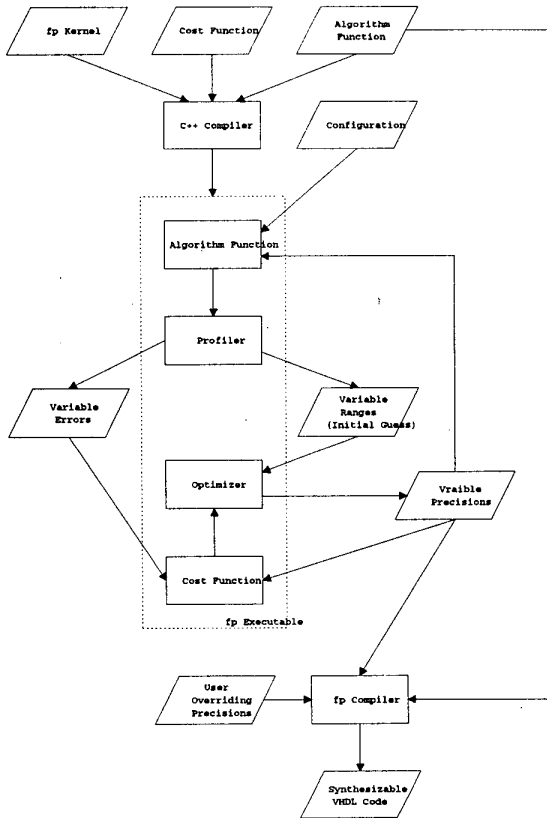 fp Kernel
Cost Function
Algorithm
Function
C++ Compiler
Configuration
Algorithm Function
Profiler
Variable
Errors
Variable
Ranges
(Initial Guess)
Optimizer
Vraible
Precisions
Cost Function
fp Executable
User
Overriding
Precisions
fp Compiler
Synthesizable
VHDL Code